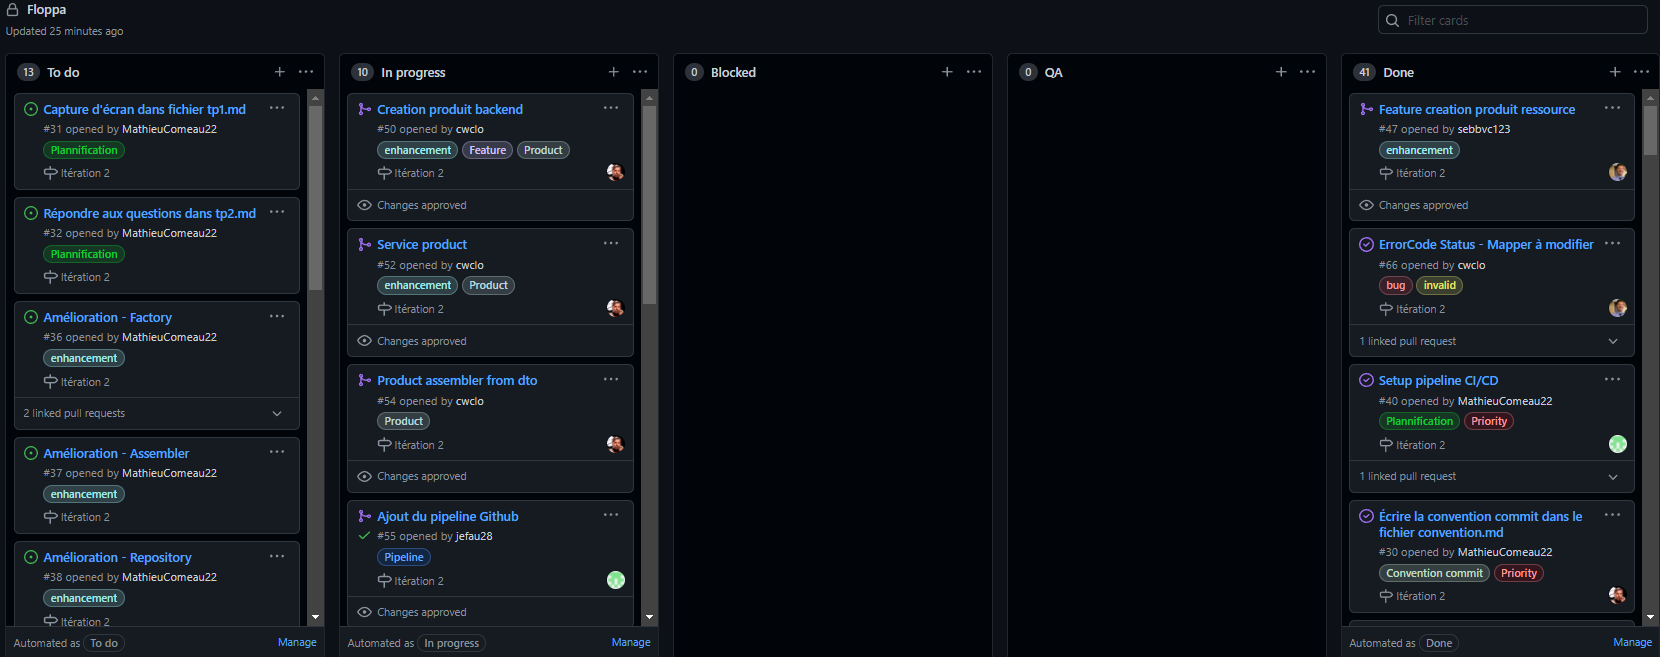 Floppa
Updated 25 minutes ago
Filter cards
13 To do
Capture d'écran dans fichier tp1.md
#31 opened by MathieuComeau22
Plannification
Itération 2
Répondre aux questions dans tp2.md
#32 opened by MathieuComeau22
Plannification
Itération 2
Amélioration - Factory
#36 opened by MathieuComeau22
enhancement
Itération 2
2 linked pull requests
Amélioration - Assembler
#37 opened by MathieuComeau22
enhancement
Itération 2
Amélioration - Repository
#38 opened by MathieuComeau22
enhancement
Itération 2
Automated as To do Manage
10 In progress
Creation produit backend
#50 opened by cwclo
enhancement Feature Product
Itération 2
Changes approved
Service product
#52 opened by cwclo
enhancement Product
Itération 2
Changes approved
Product assembler from dto
#54 opened by cwclo
Product
Itération 2
Changes approved
Ajout du pipeline Github
#55 opened by jefau28
Pipeline
Itération 2
Changes approved
Automated as In progress Manage
0 Blocked
0 QA
41 Done
Feature creation produit ressource
#47 opened by sebbvc123
enhancement
Itération 2
Changes approved
ErrorCode Status - Mapper à modifier
#66 opened by cwclo
bug invalid
Itération 2
1 linked pull request
Setup pipeline CI/CD
#40 opened by MathieuComeau22
Plannification Priority
Itération 2
1 linked pull request
Écrire la convention commit dans le
fichier convention.md
#30 opened by MathieuComeau22
Convention commit Priority
Itération 2
Automated as Done Manage